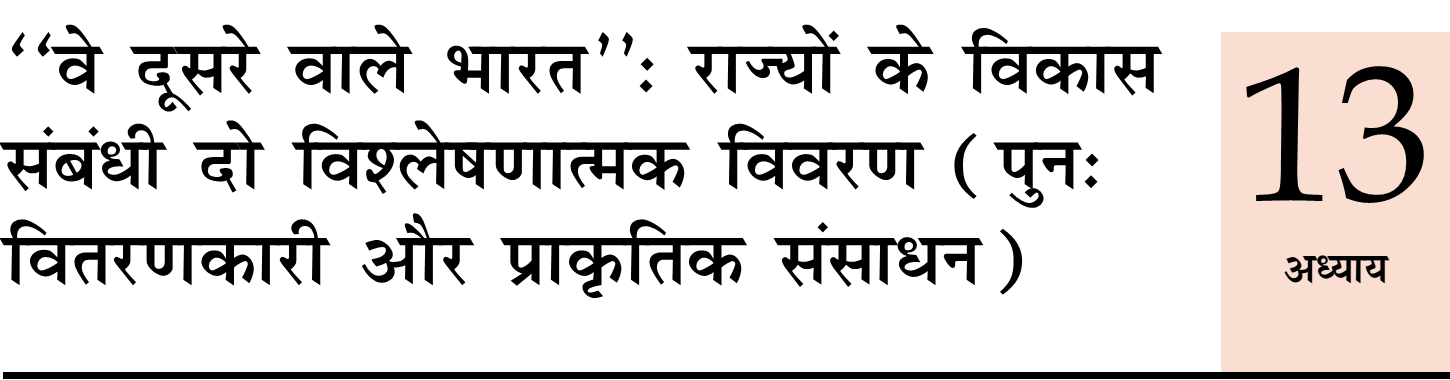 ‘‘वे दूसरे वाले भारत’’: राज्यों के विकास
संबंधी दो विश्लेषणात्मक विवरण (पुनः
वितरणकारी और प्राकृतिक संसाधन)
13
अध्याय